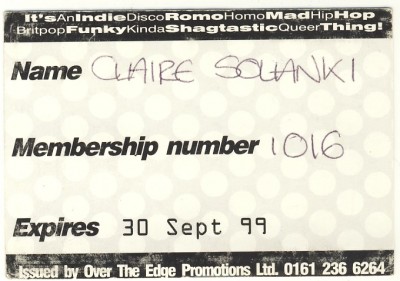 It'sAnIndieDiscoRomoHomoMadHipHop
BritpopFunkyKindaShagtasticQueerThing!
Name CLAIRE SOLANKI
Membership number 1016
Expires 30 Sept 99
Issued by Over The Edge Promotions Ltd. 0161 236 6264